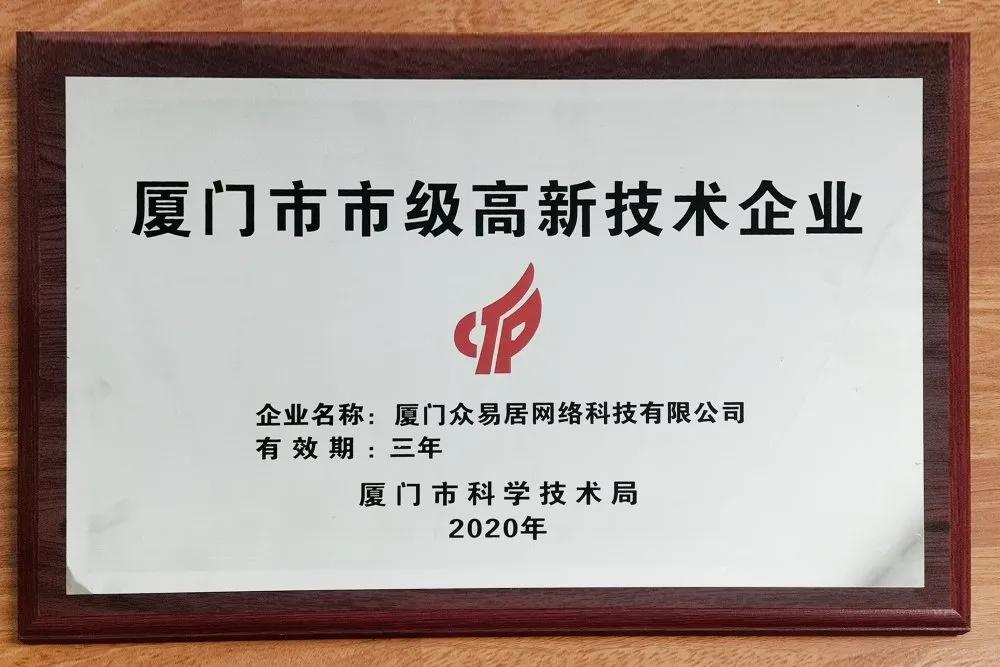 厦门市市级高新技术企业
CTP
企业名称：厦门众易居网络科技有限公司
有效期：三年
厦门市科学技术局
2020年